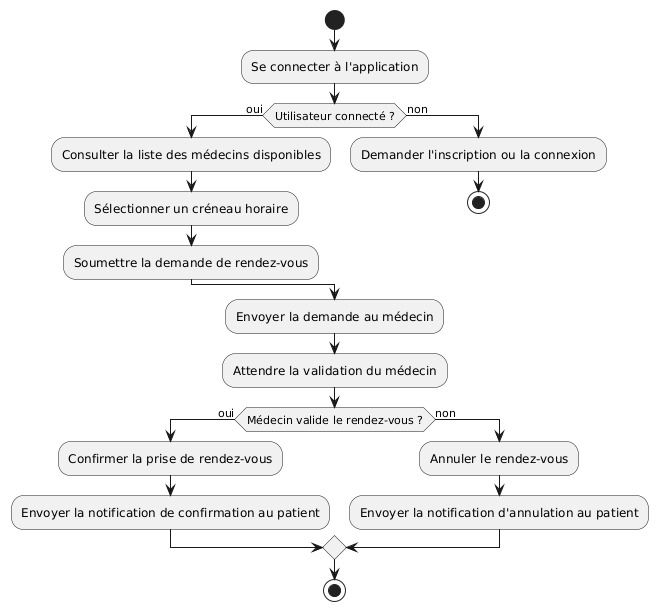 Se connecter à l'application
oui
Utilisateur connecté ?
non
Consulter la liste des médecins disponibles
Demander l'inscription ou la connexion
Sélectionner un créneau horaire
Soumettre la demande de rendez-vous
Envoyer la demande au médecin
Attendre la validation du médecin
oui
Médecin valide le rendez-vous ?
non
Confirmer la prise de rendez-vous
Annuler le rendez-vous
Envoyer la notification de confirmation au patient
Envoyer la notification d'annulation au patient